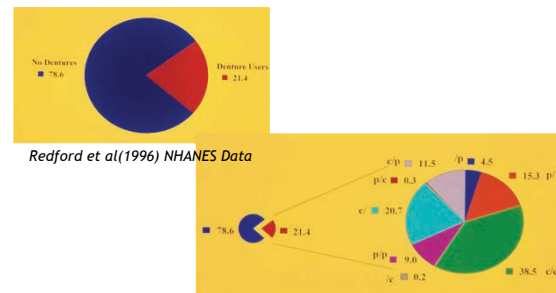 No Dentures
78.6
Denture Users
21.4
Redford et al(1996) NHANES Data
c/p 11.5
/p 4.5
p/c 0.3
15.3 p/
c/ 20.7
78.6
21.4
p/p 9.0
/c 0.2
38.5 c/c